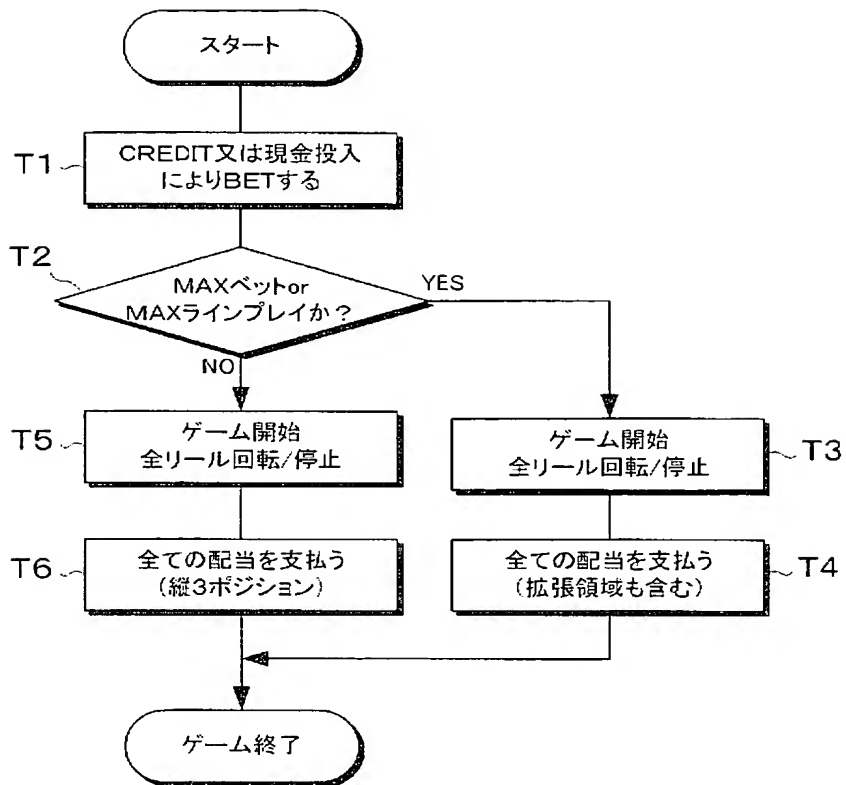 スタート
T1
CREDIT又は現金投入
によりBETする
T2
MAXベットor
MAXラインプレイか？
YES
NO
T5
ゲーム開始
全リール回転/停止
ゲーム開始
全リール回転/停止
T3
T6
全ての配当を支払う
(縦3ポジション)
全ての配当を支払う
(拡張領域も含む)
T4
ゲーム終了